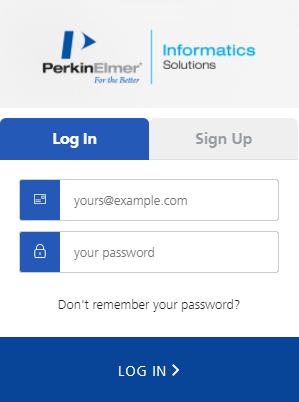 PerkinElmer®
For the Better
Informatics
Solutions
Log In
Sign Up
yours@example.com
your password
Don't remember your password?
LOG IN